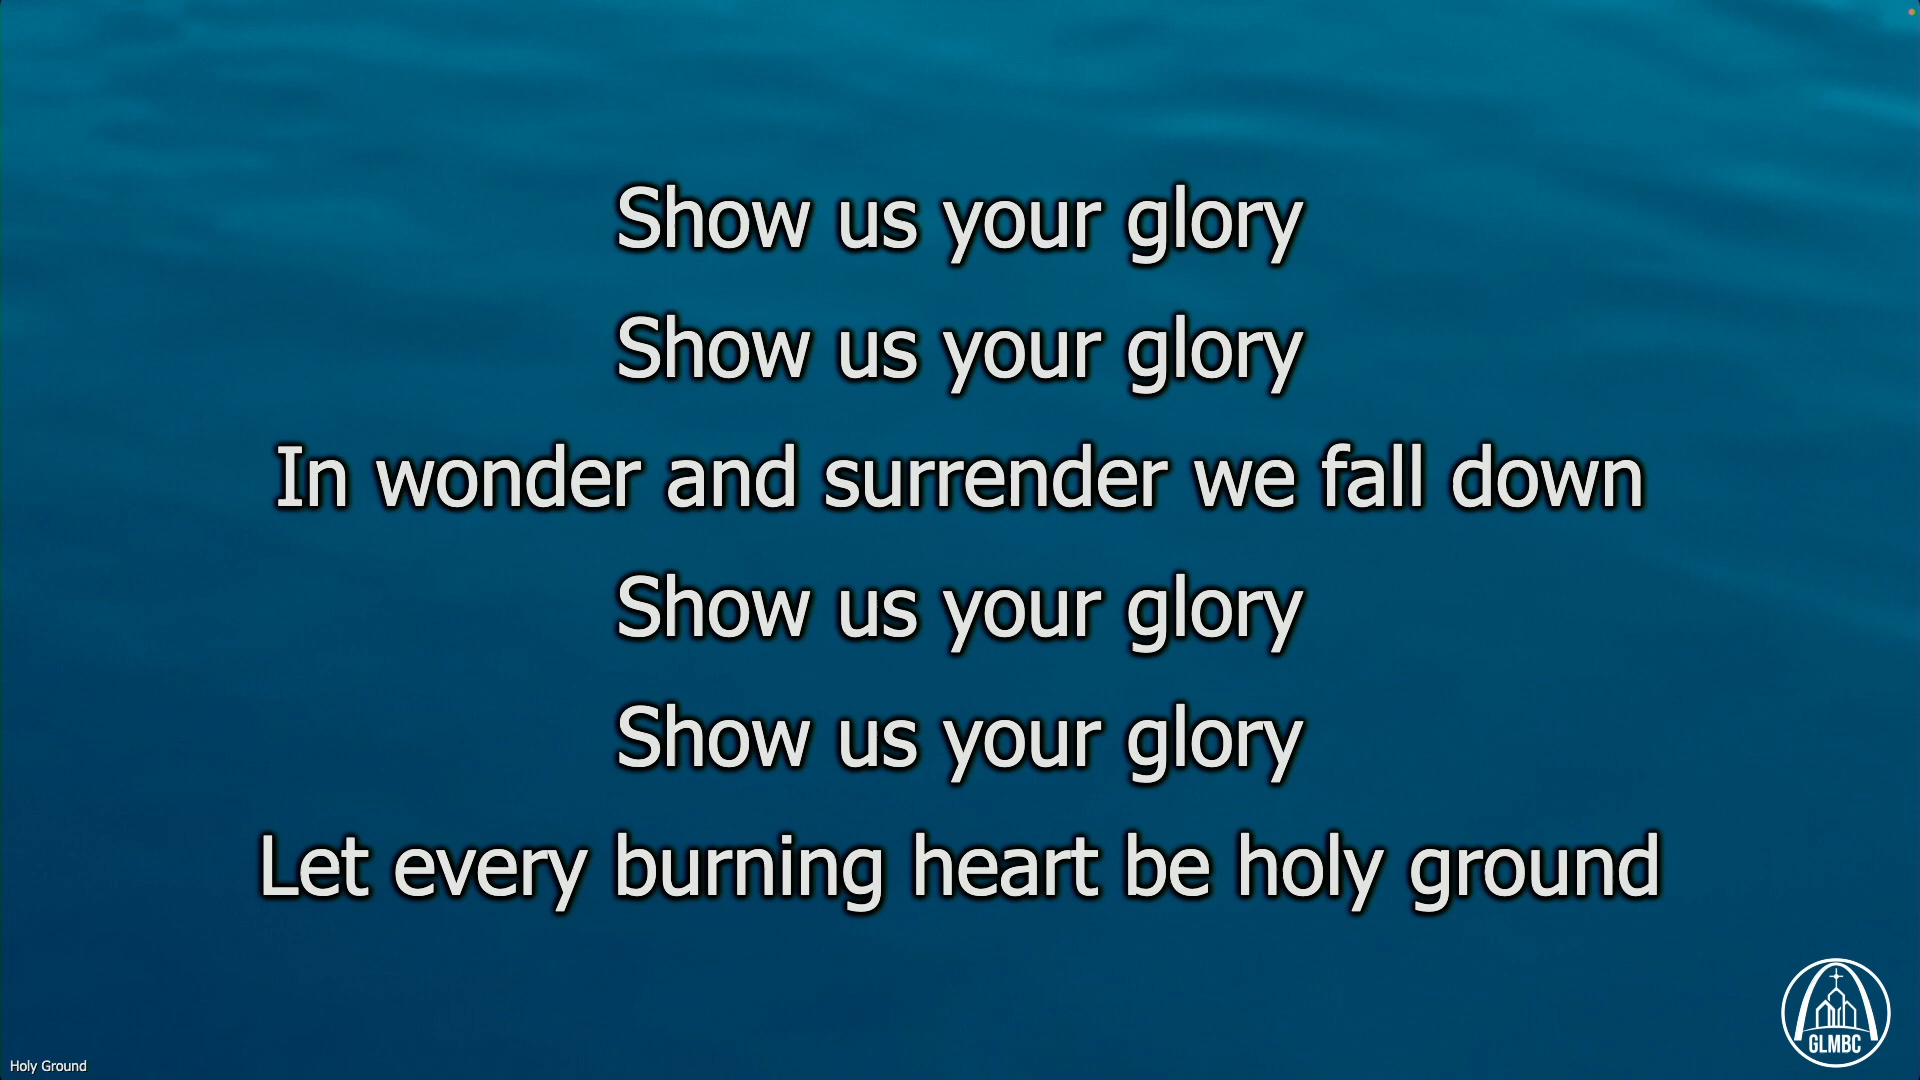 Show us your glory
Show us your glory
In wonder and surrender we fall down
Show us your glory
Show us your glory
Let every burning heart be holy ground
GLMBC
Holy Ground